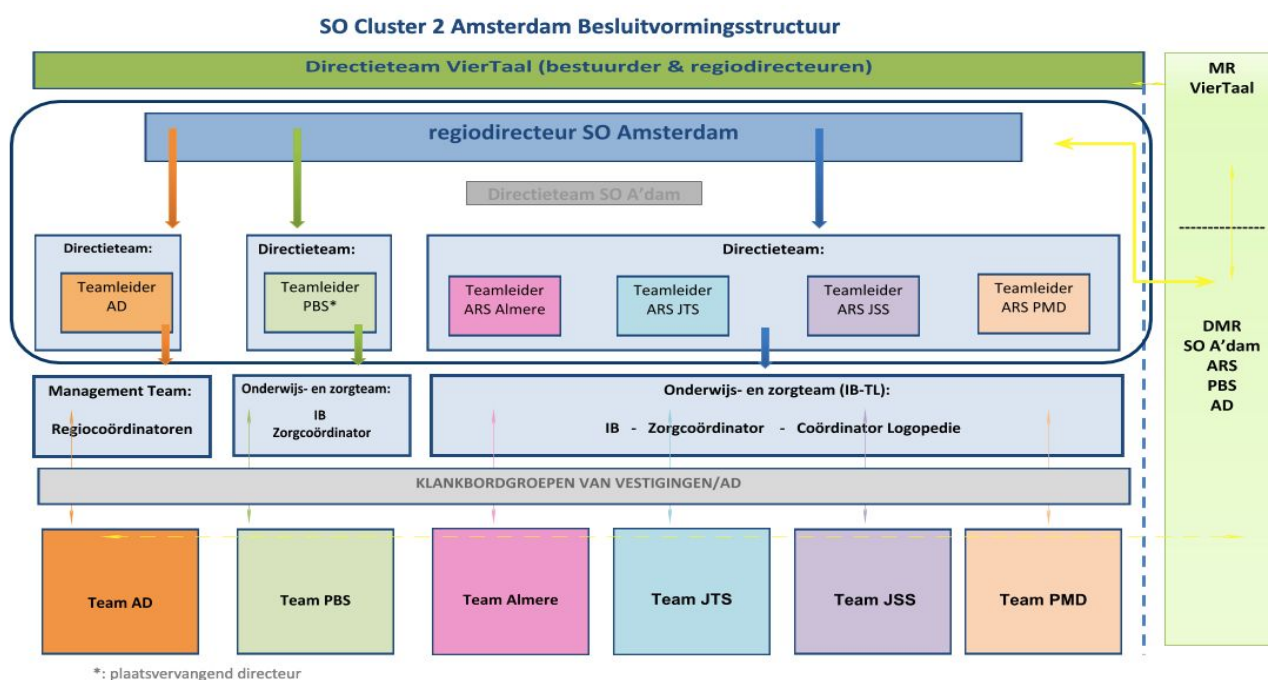 SO Cluster 2 Amsterdam Besluitvormingsstructuur
Directieteam VierTaal (bestuurder & regiodirecteuren)
MR
VierTaal
regiodirecteur SO Amsterdam
Directieteam SO A'dam
Directieteam:
Teamleider
AD
Directieteam:
Teamleider
PBS*
Directieteam:
Teamleider
ARS Almere
Teamleider
ARS JTS
Teamleider
ARS JSS
Teamleider
ARS PMD
--------------------
DMR
SO A'dam
ARS
PBS
AD
Management Team:
Regiocoördinatoren
Onderwijs- en zorgteam:
IB
Zorgcoördinator
Onderwijs- en zorgteam (IB-TL):
IB - Zorgcoördinator - Coördinator Logopedie
KLANKBORDGROEPEN VAN VESTIGINGEN/AD
Team AD
Team PBS
Team Almere
Team JTS
Team JSS
Team PMD
*: plaatsvervangend directeur